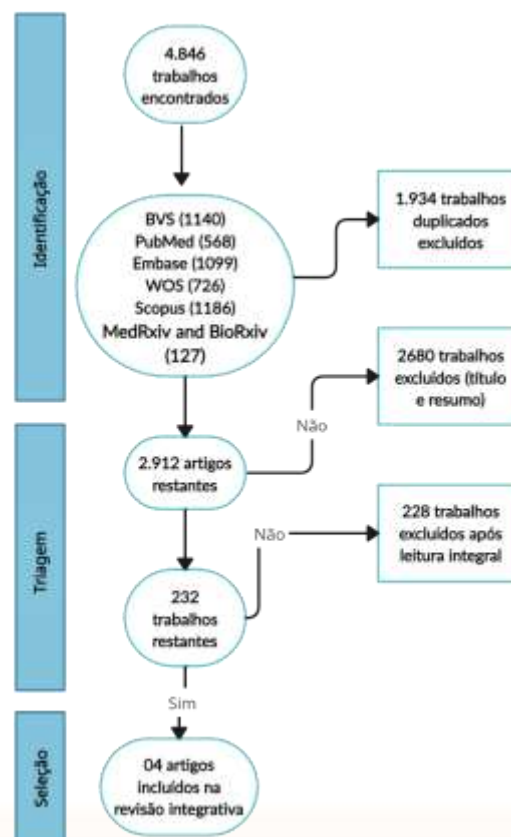 Identificação
4.846
trabalhos
encontrados
BVS (1140)
PubMed (568)
Embase (1099)
WOS (726)
Scopus (1186)
MedRxiv and BioRxiv
(127)
1.934 trabalhos
duplicados
excluídos
2680 trabalhos
excluídos (título
e resumo)
Não
Triagem
2.912 artigos
restantes
Não
228 trabalhos
excluídos após
leitura integral
232
trabalhos
restantes
Sim
Seleção
04 artigos
incluídos na
revisão integrativa